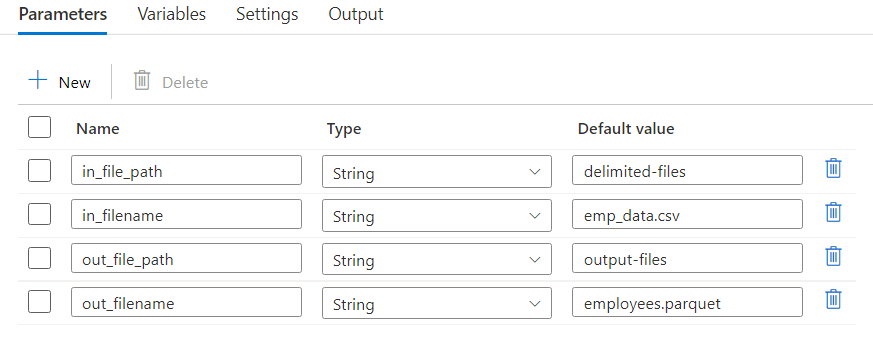 Parameters Variables Settings Output
New Delete
Name Type Default value
in_file_path String delimited-files
in_filename String emp_data.csv
out_file_path String output-files
out_filename String employees.parquet